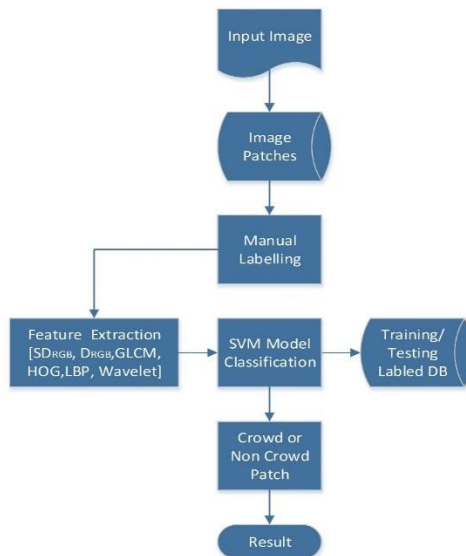 Input Image
Image
Patches
Manual
Labelling
Feature Extraction
[SDRGB, DRGB,GLCM,
HOG,LBP, Wavelet]
SVM Model
Classification
Training/
Testing
Labled DB
Crowd or
Non Crowd
Patch
Result